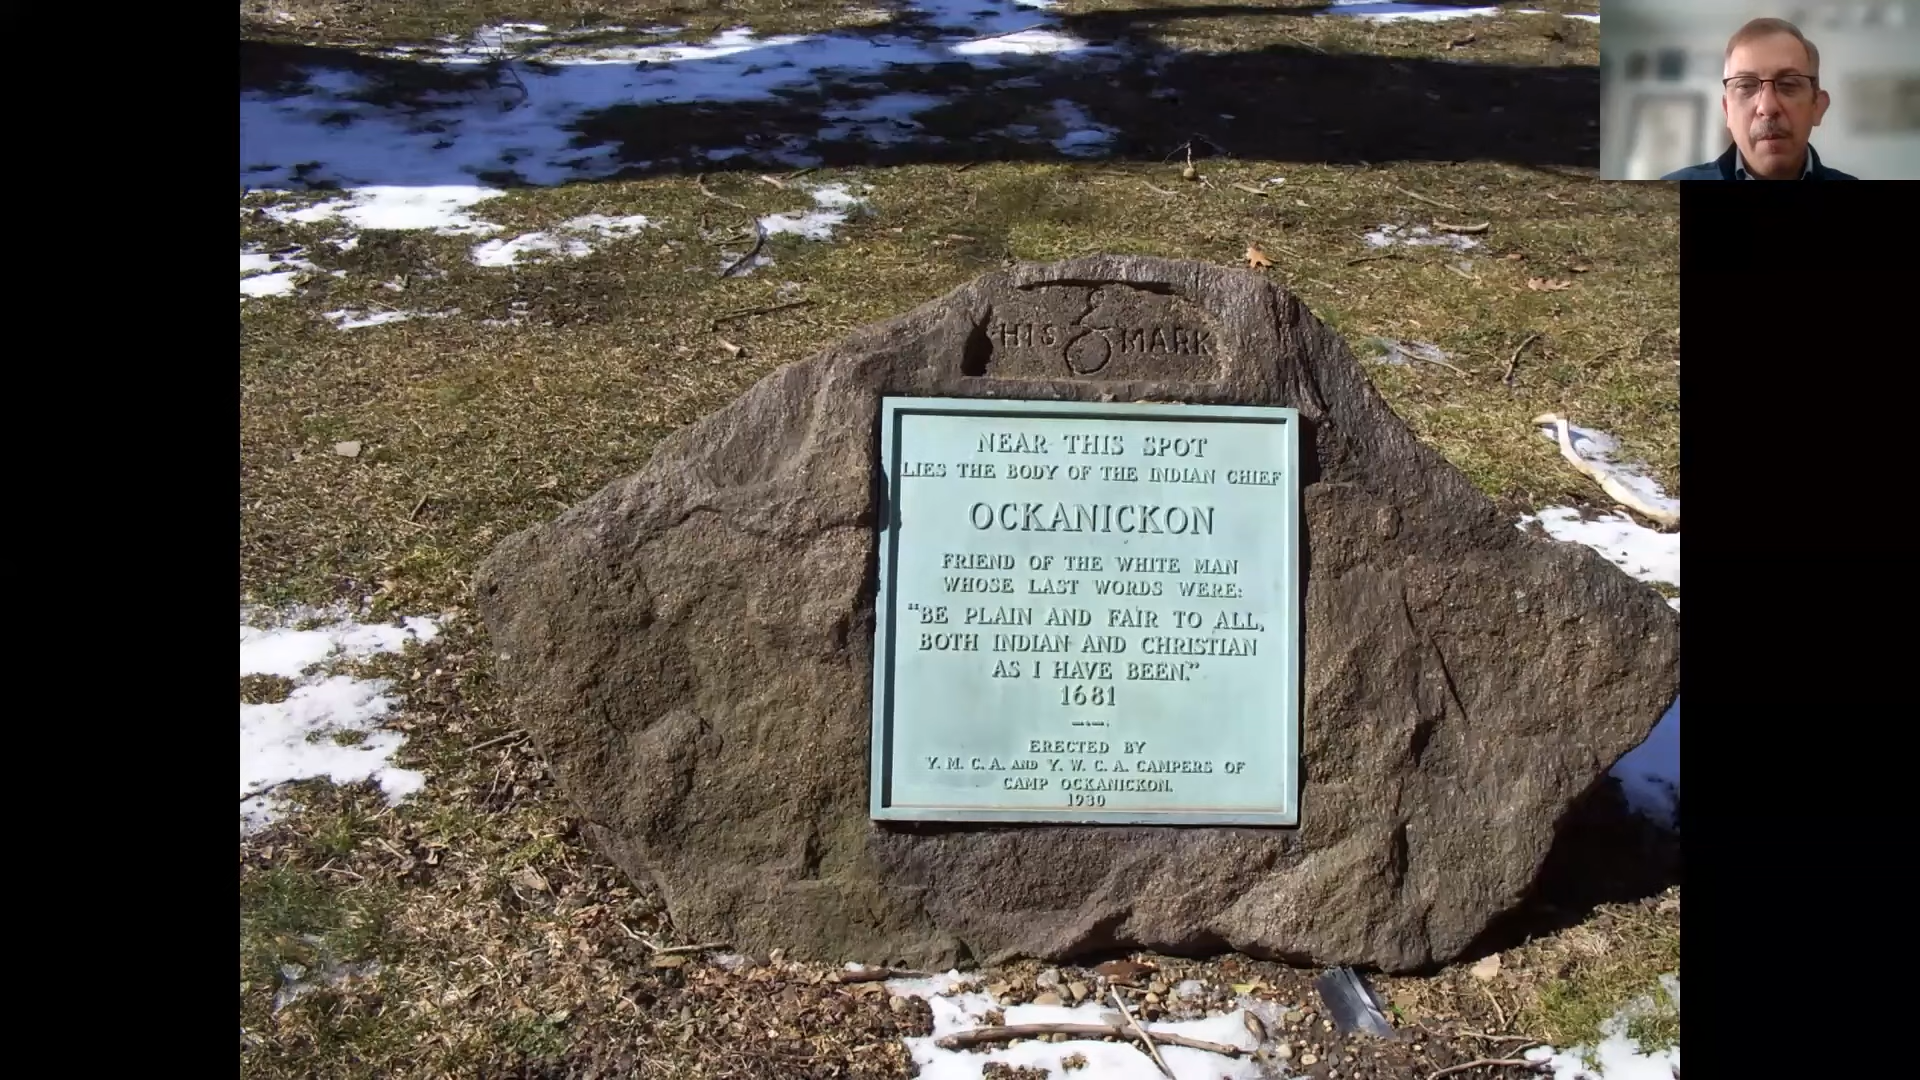 HIS MARK
NEAR THIS SPOT
LIES THE BODY OF THE INDIAN CHIEF
OCKANICKON
FRIEND OF THE WHITE MAN
WHOSE LAST WORDS WERE:
"BE PLAIN AND FAIR TO ALL,
BOTH INDIAN AND CHRISTIAN
AS I HAVE BEEN."
1681
ERECTED BY
Y. M. C. A. AND Y. W. C. A. CAMPERS OF
CAMP OCKANICKON.
1930